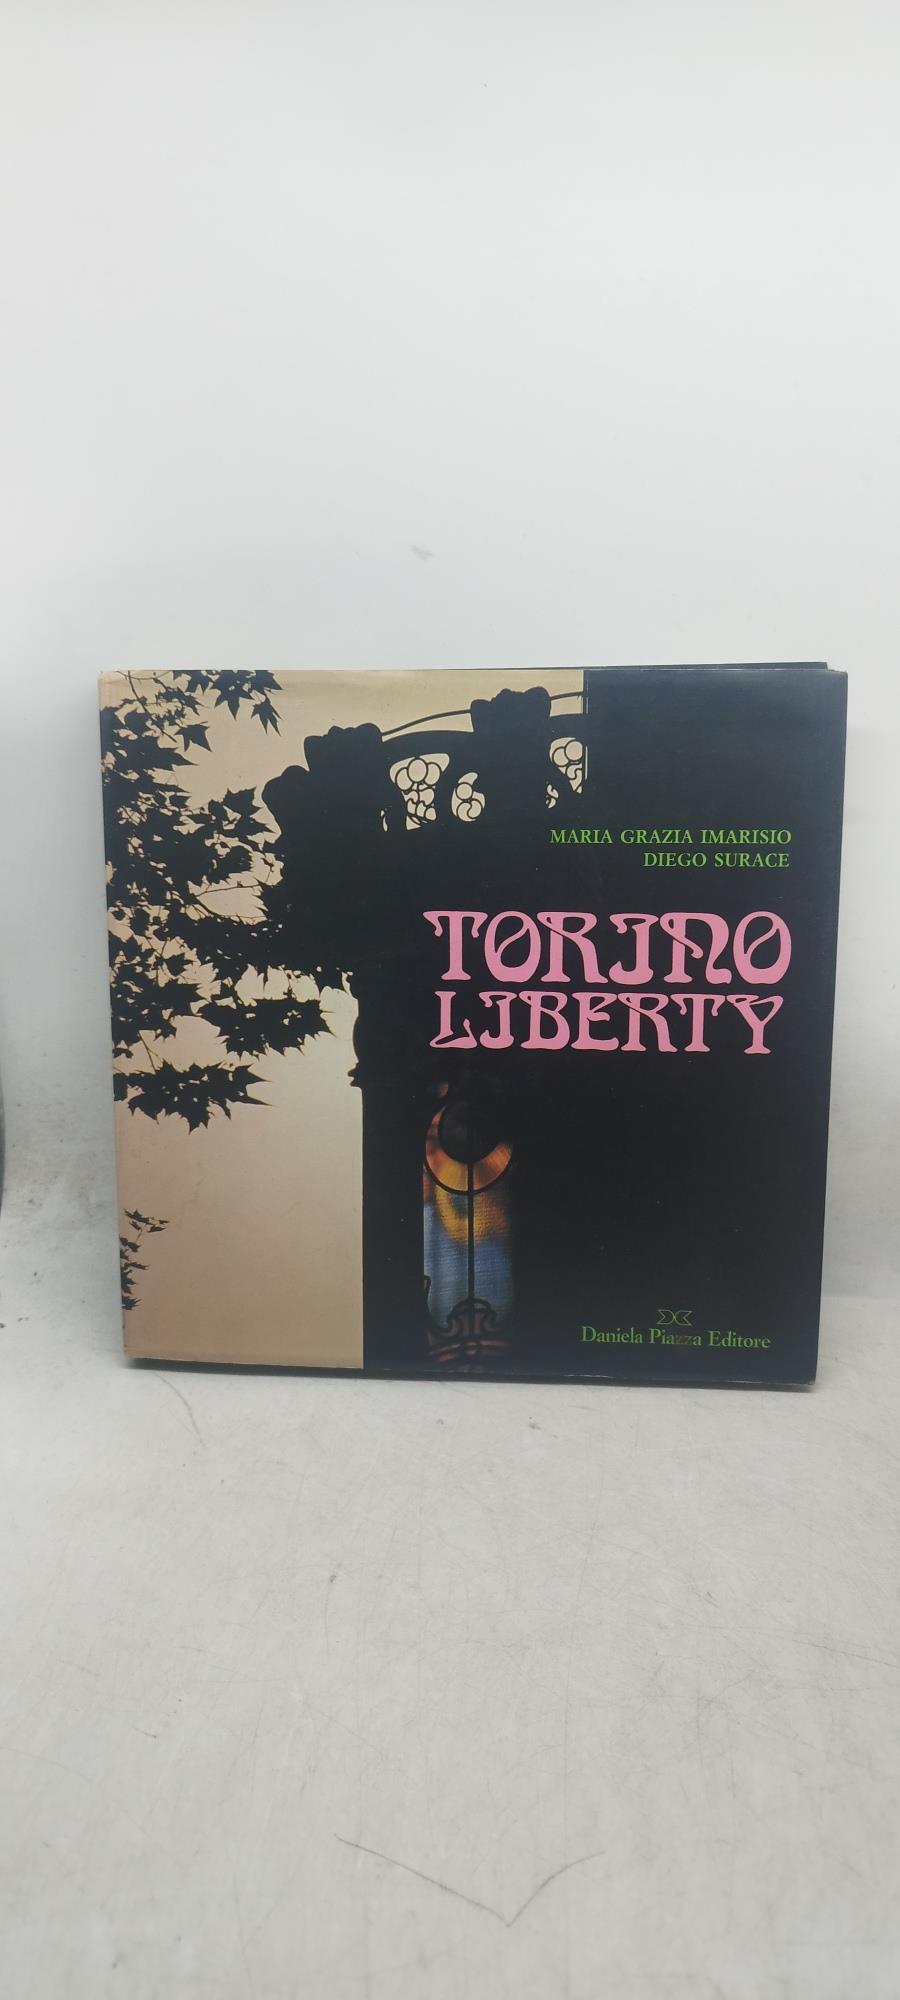 MARIA GRAZIA IMARISIO
DIEGO SURACE
TORINO
LIBERTY
Daniela Piazza Editore